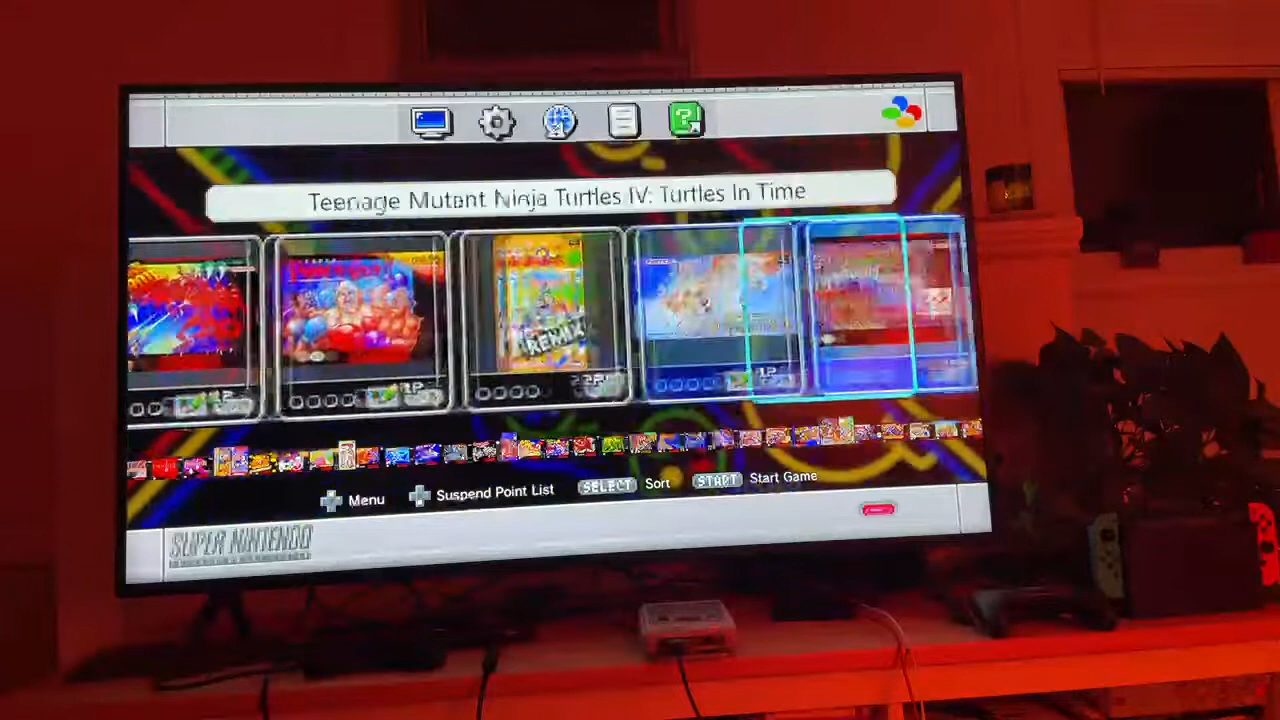 Teenage Mutant Ninja Turtles IV: Turtles In Time
REMIX
Menu
Suspend Point List
SELECT Sort
START Start Game
SUPER NINTENDO